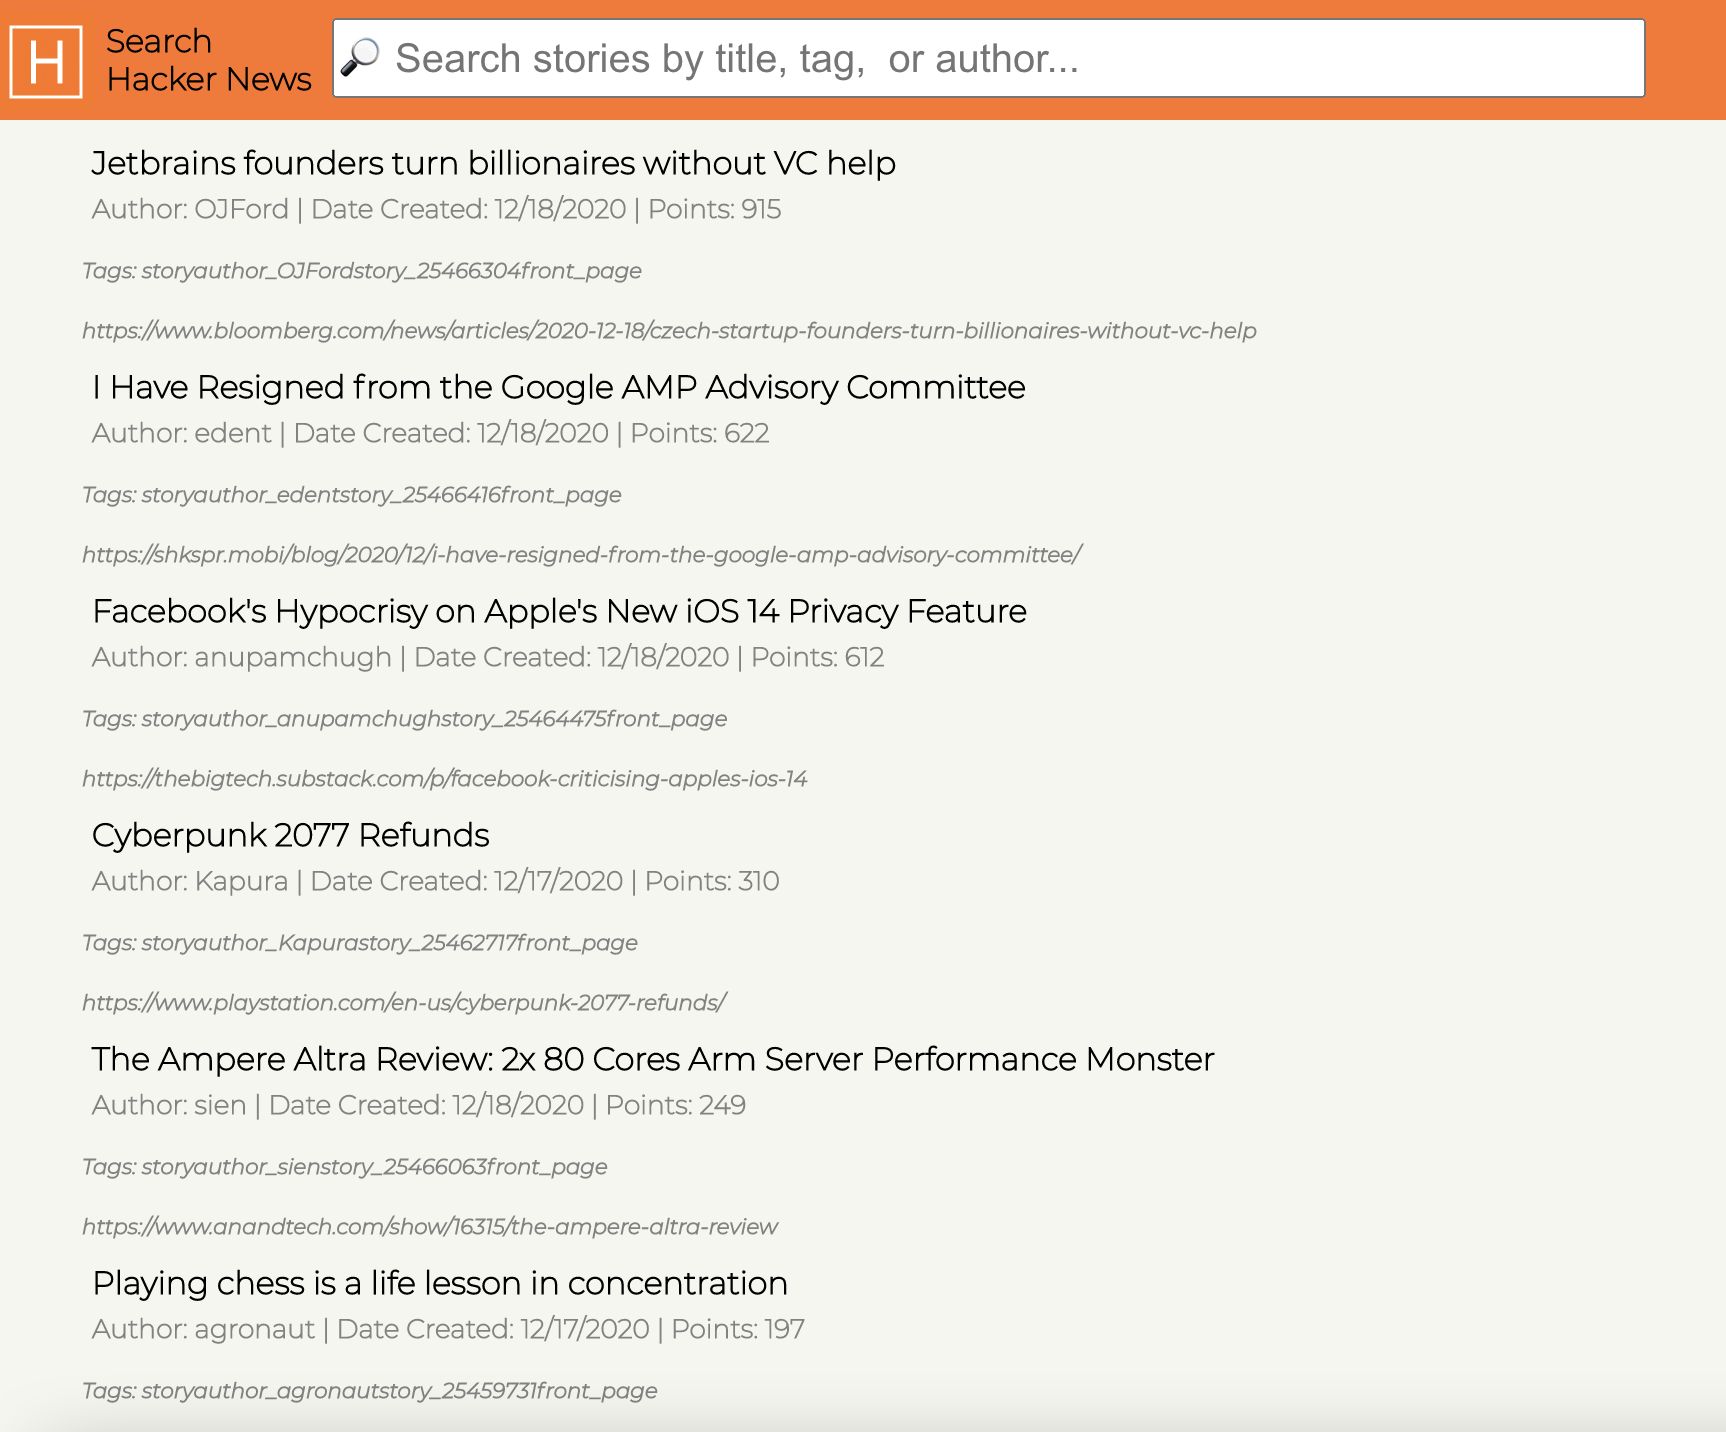 H
Search
Hacker News
Search stories by title, tag,  or author...
Jetbrains founders turn billionaires without VC help
Author: OJFord | Date Created: 12/18/2020 | Points: 915
Tags: storyauthor_OJFordstory_25466304front_page
https://www.bloomberg.com/news/articles/2020-12-18/czech-startup-founders-turn-billionaires-without-vc-help
I Have Resigned from the Google AMP Advisory Committee
Author: edent | Date Created: 12/18/2020 | Points: 622
Tags: storyauthor_edentstory_25466416front_page
https://shkspr.mobi/blog/2020/12/i-have-resigned-from-the-google-amp-advisory-committee/
Facebook's Hypocrisy on Apple's New iOS 14 Privacy Feature
Author: anupamchugh | Date Created: 12/18/2020 | Points: 612
Tags: storyauthor_anupamchughstory_25464475front_page
https://thebigtech.substack.com/p/facebook-criticising-apples-ios-14
Cyberpunk 2077 Refunds
Author: Kapura | Date Created: 12/17/2020 | Points: 310
Tags: storyauthor_Kapurastory_25462717front_page
https://www.playstation.com/en-us/cyberpunk-2077-refunds/
The Ampere Altra Review: 2x 80 Cores Arm Server Performance Monster
Author: sien | Date Created: 12/18/2020 | Points: 249
Tags: storyauthor_sienstory_25466063front_page
https://www.anandtech.com/show/16315/the-ampere-altra-review
Playing chess is a life lesson in concentration
Author: agronaut | Date Created: 12/17/2020 | Points: 197
Tags: storyauthor_agronautstory_25459731front_page